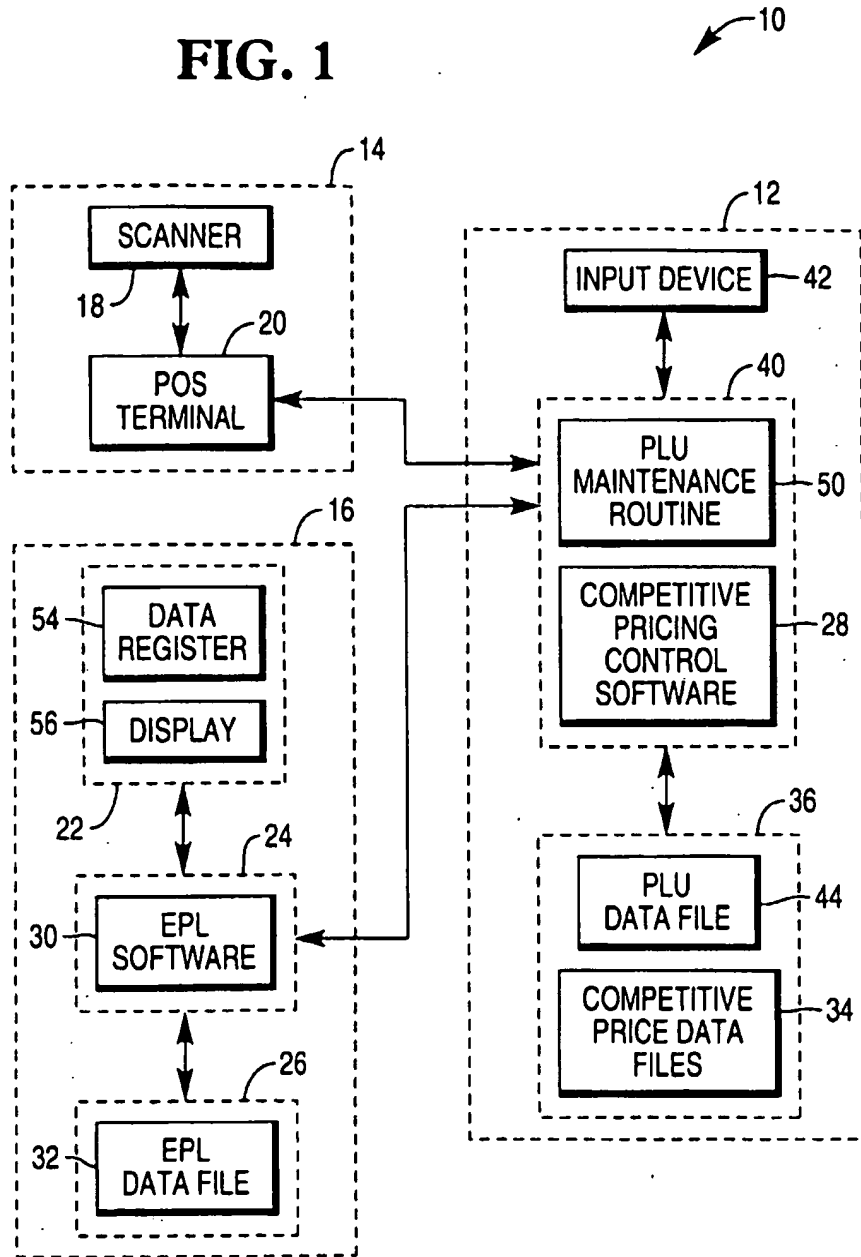 FIG. 1
10
14
SCANNER
18
20
POS
TERMINAL
16
54
DATA
REGISTER
56
DISPLAY
22
24
30
EPL
SOFTWARE
26
32
EPL
DATA FILE
12
INPUT DEVICE
42
40
PLU
MAINTENANCE
ROUTINE
50
COMPETITIVE
PRICING
CONTROL
SOFTWARE
28
36
PLU
DATA FILE
44
COMPETITIVE
PRICE DATA
FILES
34